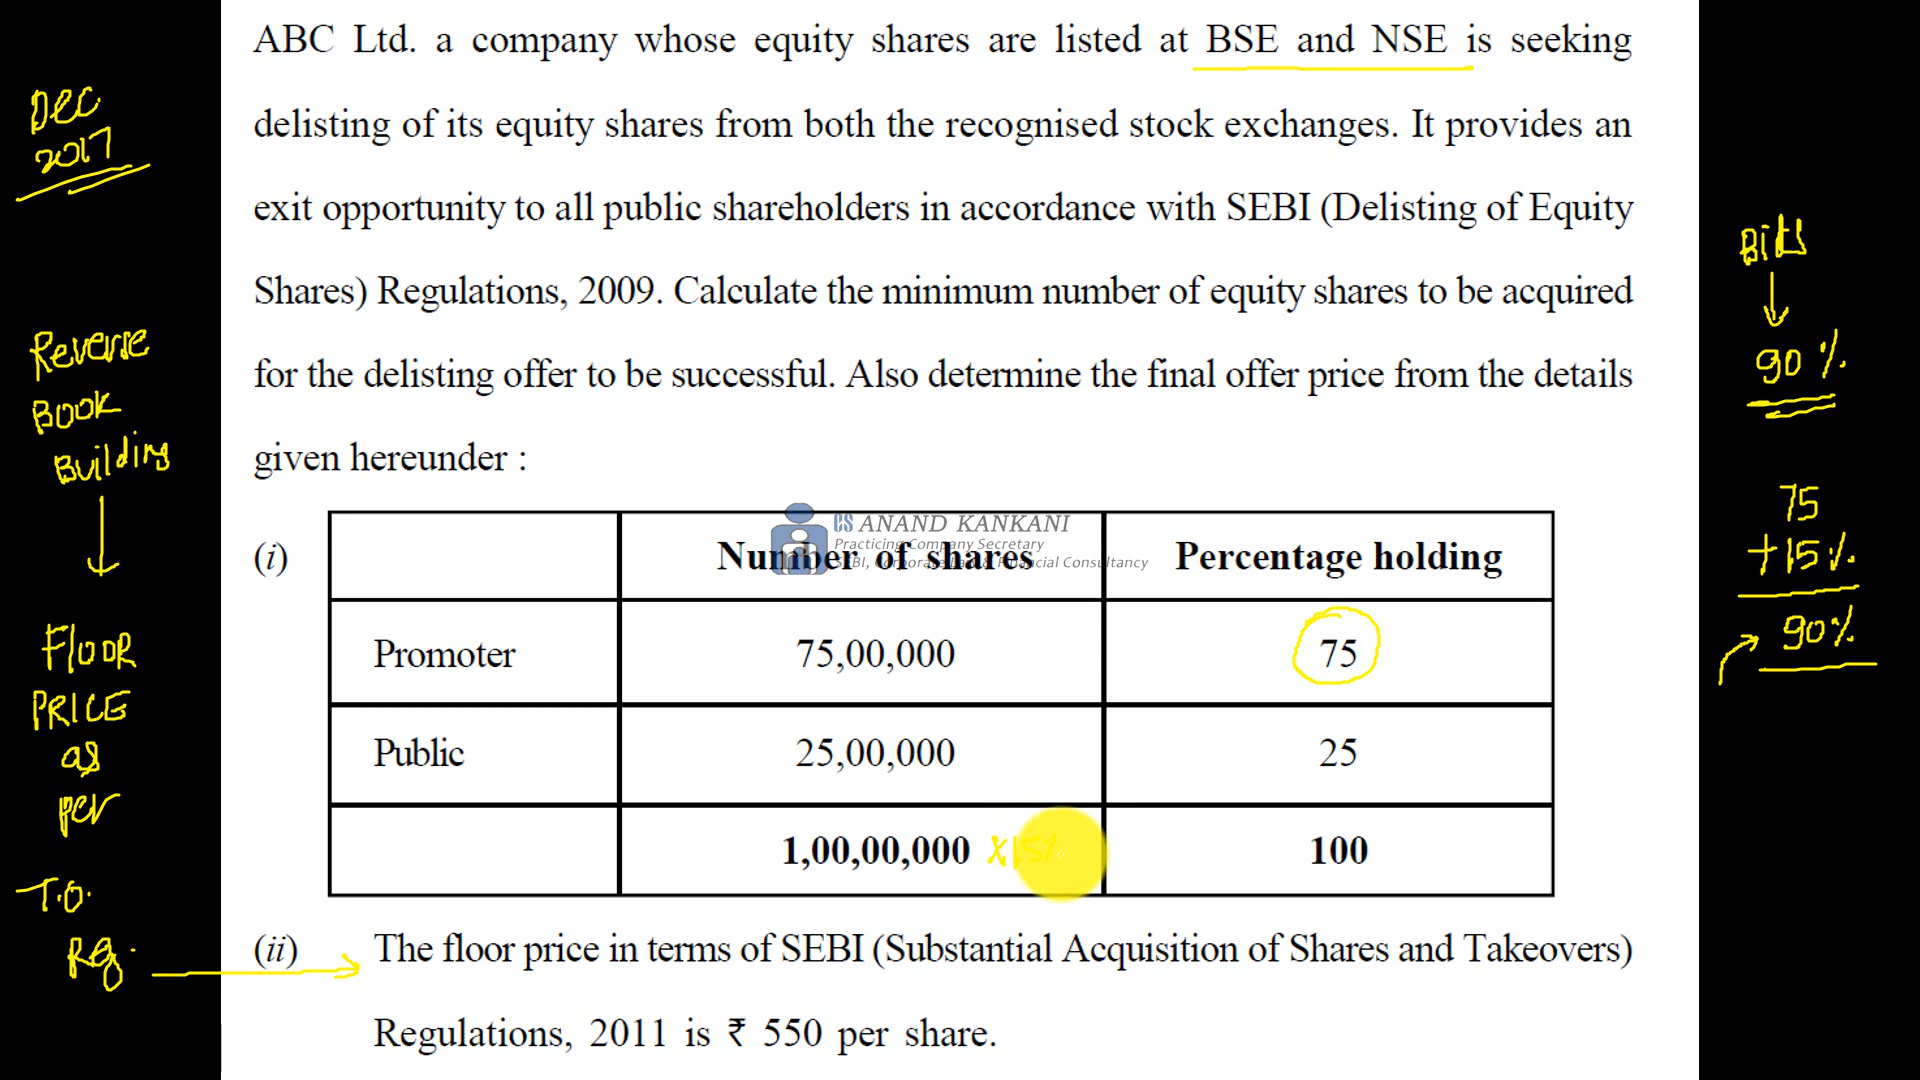 ABC Ltd. a company whose equity shares are listed at BSE and NSE is seeking
delisting of its equity shares from both the recognised stock exchanges. It provides an
exit opportunity to all public shareholders in accordance with SEBI (Delisting of Equity
Shares) Regulations, 2009. Calculate the minimum number of equity shares to be acquired
for the delisting offer to be successful. Also determine the final offer price from the details
given hereunder :
(i)
Number of shares
Percentage holding
CS ANAND KANKANI
Practicing Company Secretary
SEBI, Corporate Law & Financial Consultancy
Promoter 75,00,000 75
Public 25,00,000 25
1,00,00,000 X15% 100
(ii) The floor price in terms of SEBI (Substantial Acquisition of Shares and Takeovers)
Regulations, 2011 is ₹ 550 per share.
DEC
2017
Reverse
BOOK
Building
FlOOR
PRICE
as
per
T.O.
Rg.
Bids
90%
75
+15%
90%